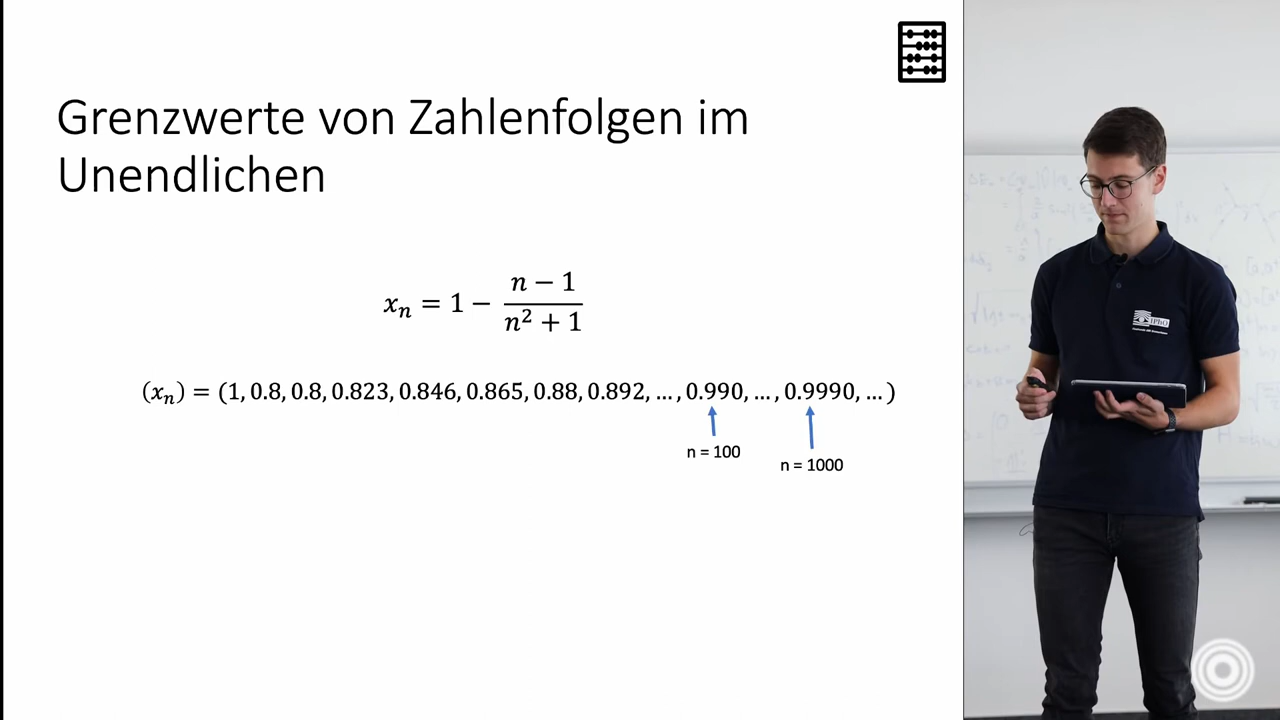 Grenzwerte von Zahlenfolgen im
Unendlichen
xₙ = 1 − (n − 1)/(n² + 1)
(xₙ) = (1, 0.8, 0.8, 0.823, 0.846, 0.865, 0.88, 0.892, … , 0.990, … , 0.9990, … )
n = 100
n = 1000
IPhO